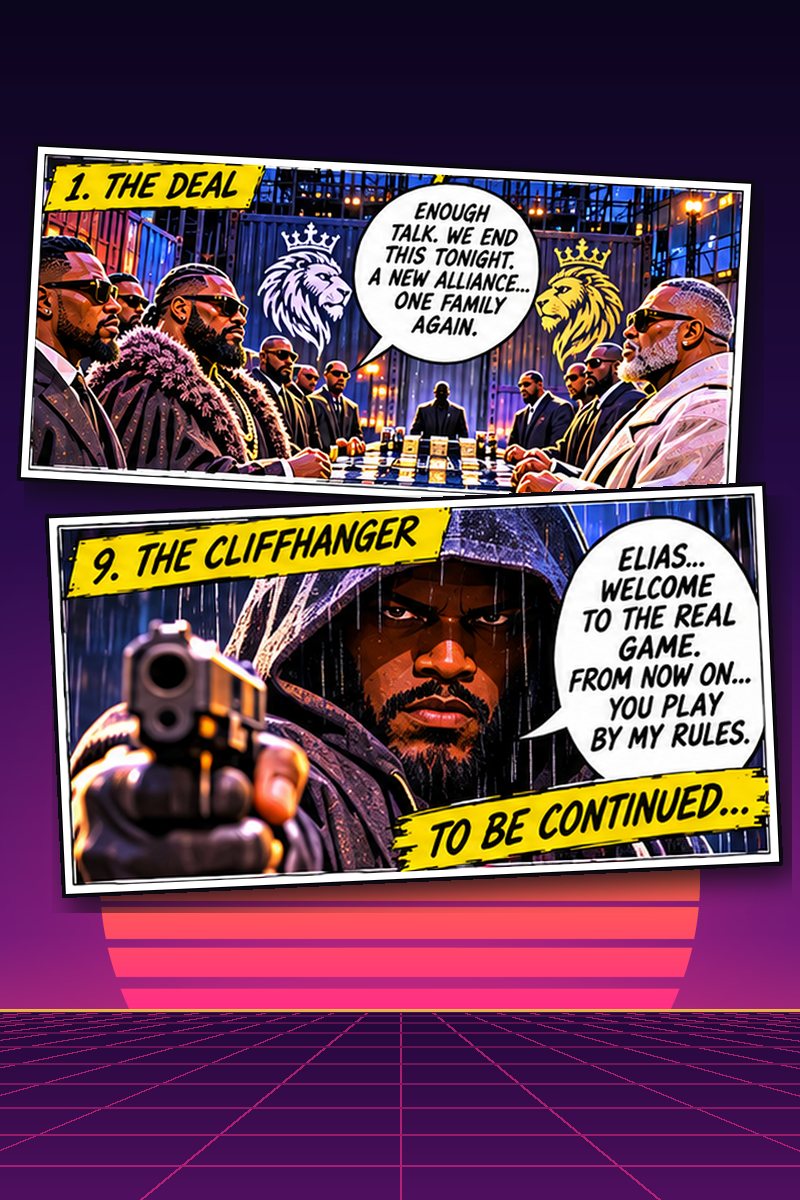 1. THE DEAL
ENOUGH
TALK. WE END
THIS TONIGHT.
A NEW ALLIANCE...
ONE FAMILY
AGAIN.
9. THE CLIFFHANGER
ELIAS...
WELCOME
TO THE REAL
GAME.
FROM NOW ON...
YOU PLAY
BY MY RULES.
TO BE CONTINUED...